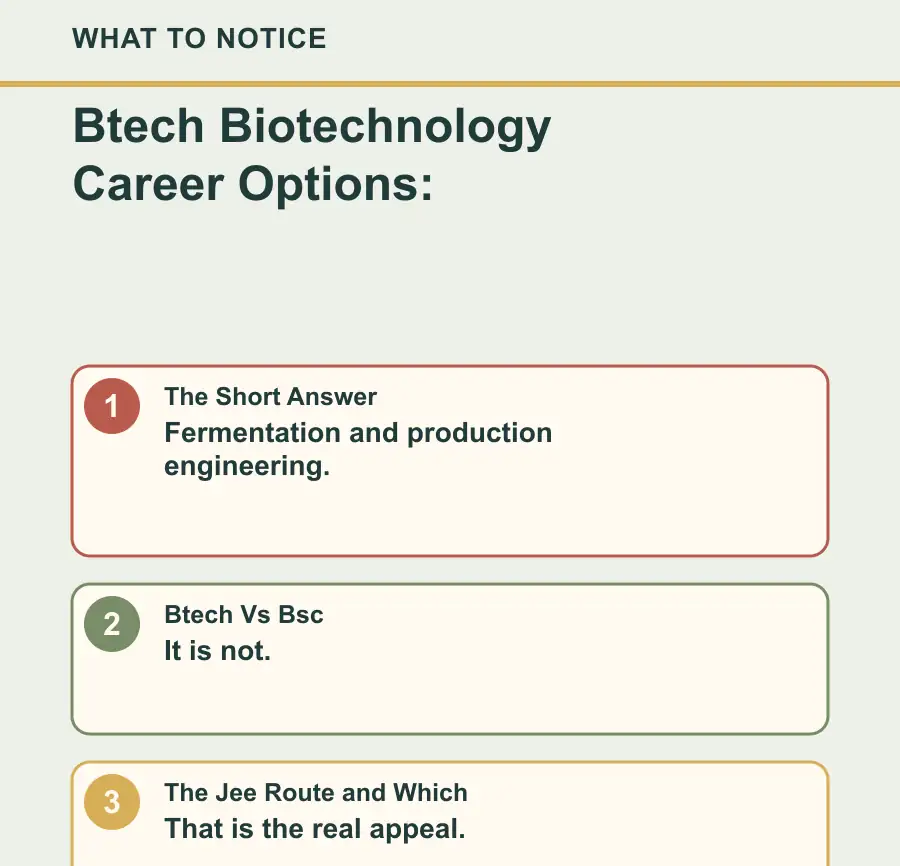 WHAT TO NOTICE
Btech Biotechnology
Career Options:
1
The Short Answer
Fermentation and production
engineering.
2
Btech Vs Bsc
It is not.
3
The Jee Route and Which
That is the real appeal.